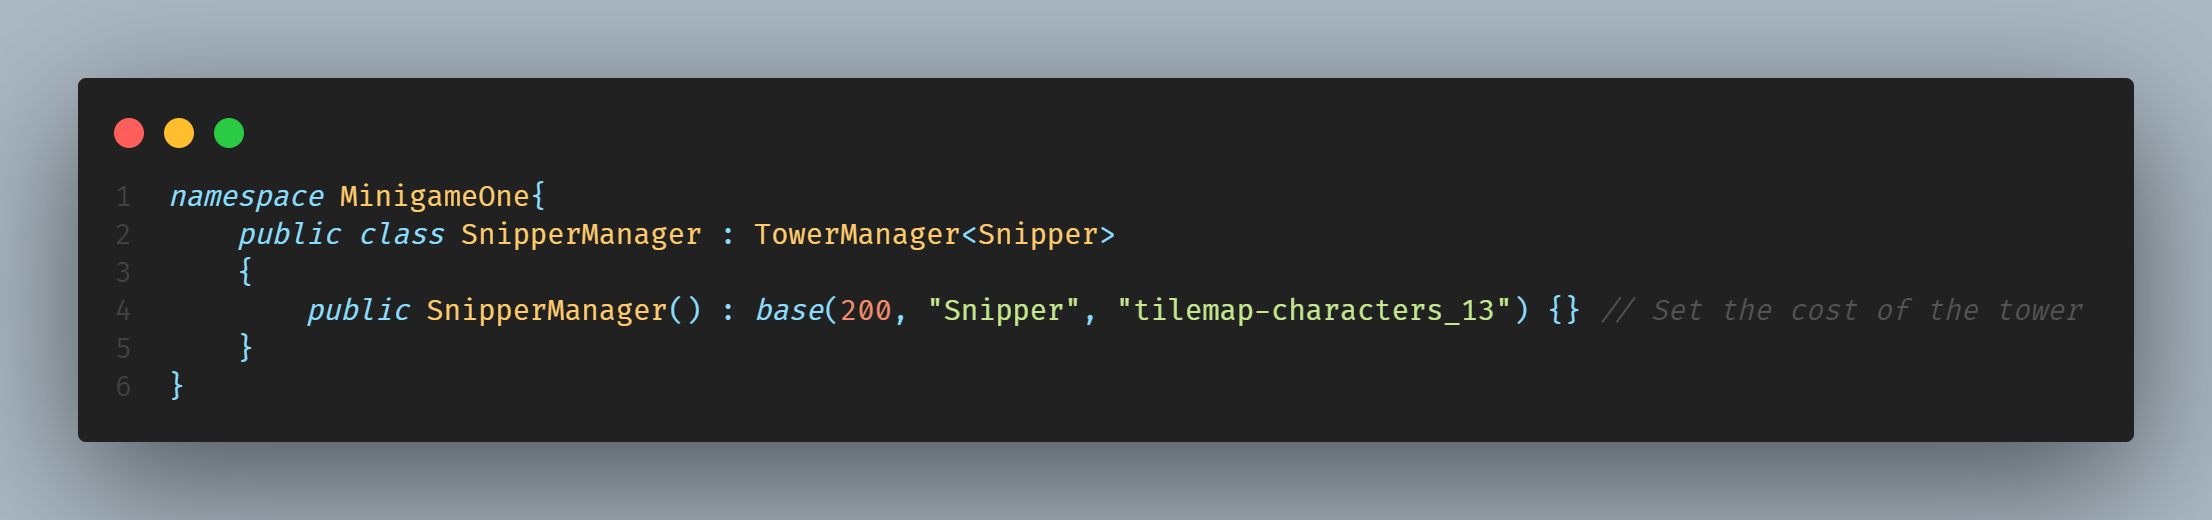 1 namespace MinigameOne{
2     public class SnipperManager : TowerManager<Snipper>
3     {
4         public SnipperManager() : base(200, "Snipper", "tilemap-characters_13") {} // Set the cost of the tower
5     }
6 }